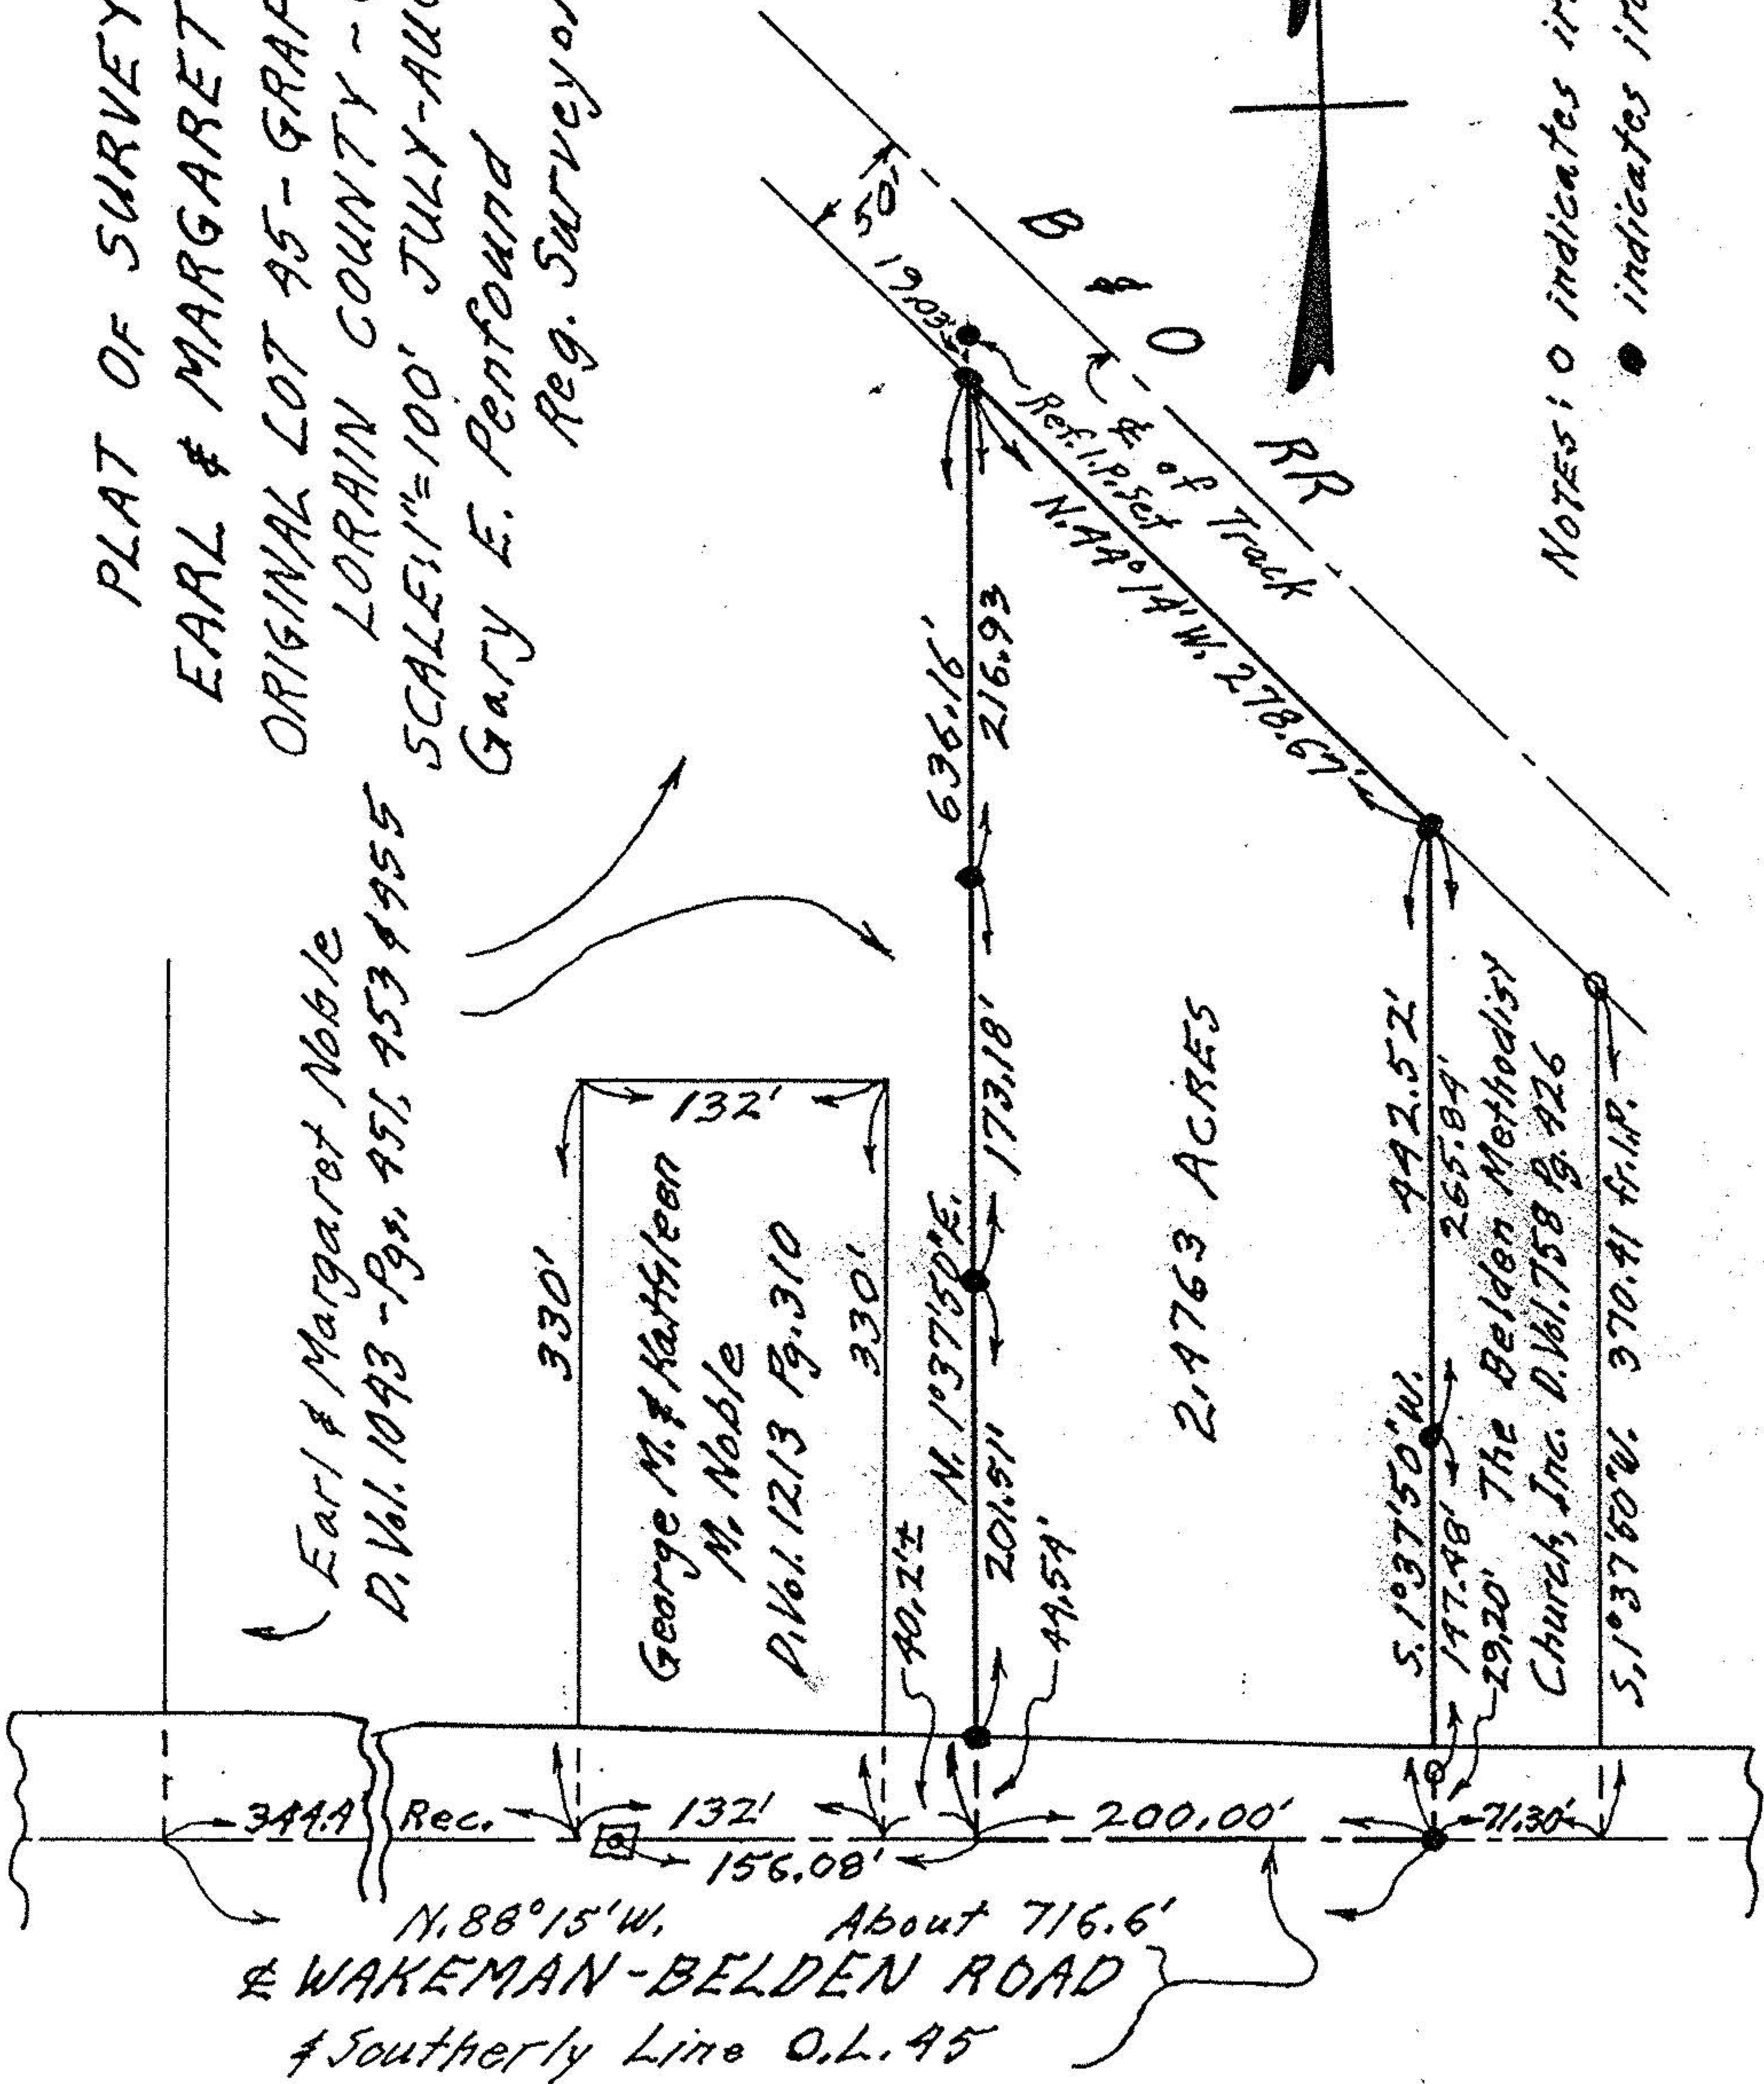 PLAT OF SURVEY
EARL & MARGARET
ORIGINAL LOT 45 - GRAF
LORAIN COUNTY -
SCALE: 1"=100' JULY-AUG
Gary E. Penfound
Reg. Surveyor
Earl & Margaret Noble
D. Vol. 1043 - Pgs. 451, 453 & 455
330'
132'
George M. & Kathleen
M. Noble
D. Vol. 1213 Pg. 310
330'
40.2'±
N. 1°37'50" E.
636.16'
201.51'
173.18'
216.93
44.54'
50'
19.03'
Ref. I.P. Set
N. 44°14' W. 278.67'
℄ of Track
B & O RR
2.4763 ACRES
S. 1°37'50" W.
442.52'
147.48'
265.84'
29.20'
The Belden Methodist
Church, Inc. D. Vol. 758 Pg. 426
S. 1°37'50" W. 370.41 fr. I.P.
NOTES: O indicates
● indicates
344.4' Rec.
132'
200.00'
71.30'
156.08'
N. 88°15' W. About 716.6'
℄ WAKEMAN-BELDEN ROAD
& Southerly Line O.L. 45